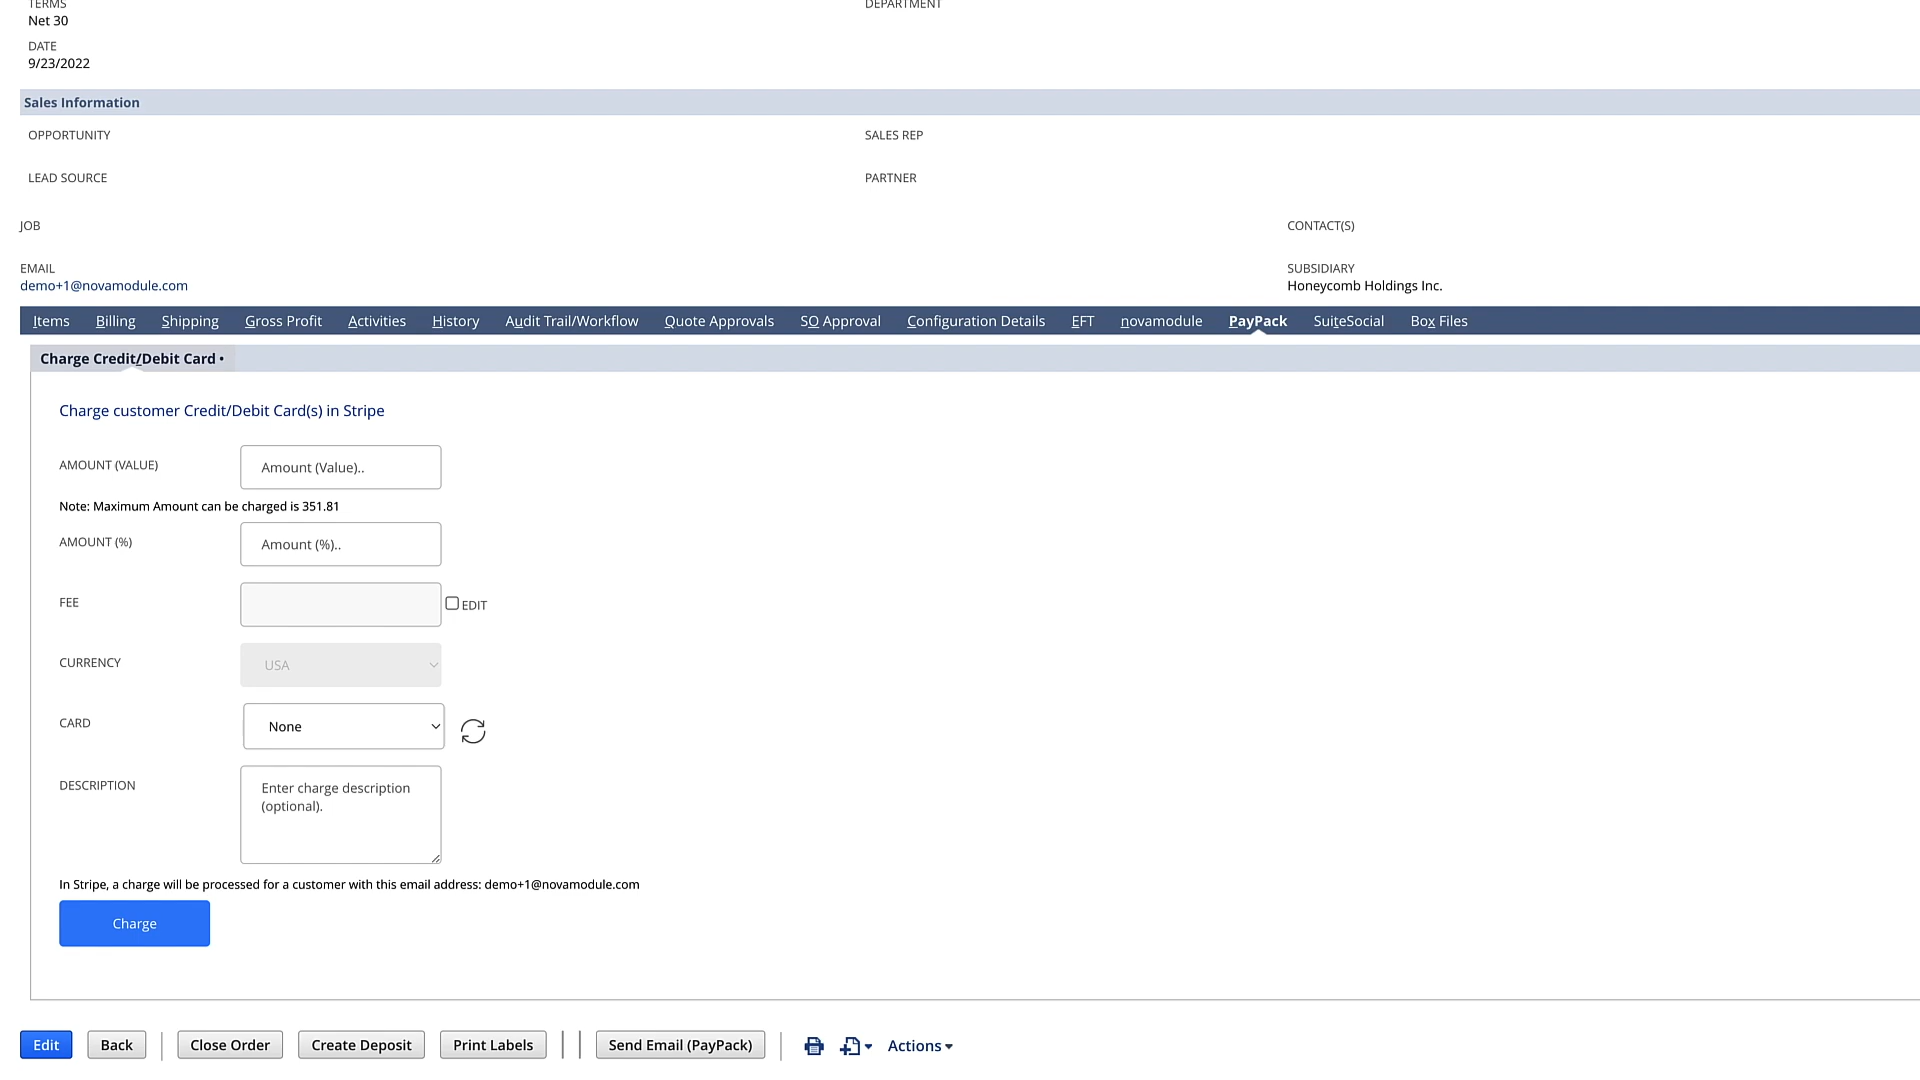 TERMS
Net 30
DEPARTMENT
DATE
9/23/2022
Sales Information
OPPORTUNITY
SALES REP
LEAD SOURCE
PARTNER
JOB
CONTACT(S)
EMAIL
demo+1@novamodule.com
SUBSIDIARY
Honeycomb Holdings Inc.
Items Billing Shipping Gross Profit Activities History Audit Trail/Workflow Quote Approvals SO Approval Configuration Details EFT novamodule PayPack SuiteSocial Box Files
Charge Credit/Debit Card •
Charge customer Credit/Debit Card(s) in Stripe
AMOUNT (VALUE)
Amount (Value)..
Note: Maximum Amount can be charged is 351.81
AMOUNT (%)
Amount (%)..
FEE
EDIT
CURRENCY
USA
CARD
None
DESCRIPTION
Enter charge description
(optional).
In Stripe, a charge will be processed for a customer with this email address: demo+1@novamodule.com
Charge
Edit Back Close Order Create Deposit Print Labels Send Email (PayPack) Actions